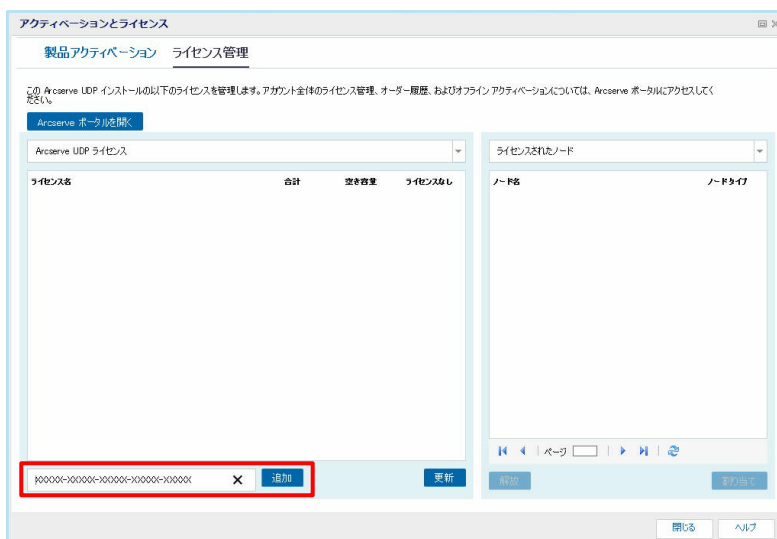 アクティベーションとライセンス
製品アクティベーション ライセンス管理
この Arcserve UDP インストールの以下のライセンスを管理します。アカウント全体のライセンス管理、オーダー履歴、およびオフライン アクティベーションについては、Arcserve ポータルにアクセスしてく
ださい。
Arcserve ポータルを開く
Arcserve UDP ライセンス
ライセンス名 合計 空き容量 ライセンスなし
XXXXX-XXXXX-XXXXX-XXXXX-XXXXX
追加
更新
ライセンスされたノード
ノード名 ノードタイプ
ページ
解放
割り当て
閉じる
ヘルプ